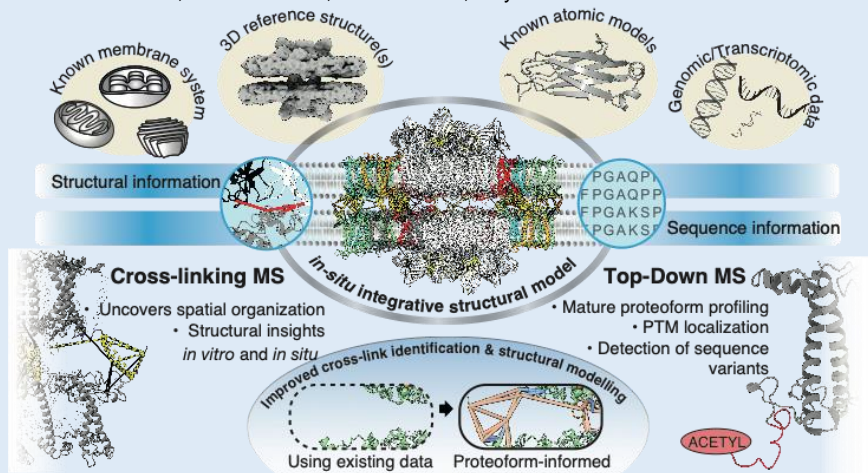 Known membrane system
3D reference structure(s)
Known atomic models
Genomic/Transcriptomic data
Structural information
PGAQP
FPGAQPP
FPGAKSP
PGAKS
Sequence information
in-situ integrative structural model
Cross-linking MS
• Uncovers spatial organization
• Structural insights
in vitro and in situ
Top-Down MS
• Mature proteoform profiling
• PTM localization
• Detection of sequence
variants
Improved cross-link identification & structural modelling
Using existing data
Proteoform-informed
ACETYL